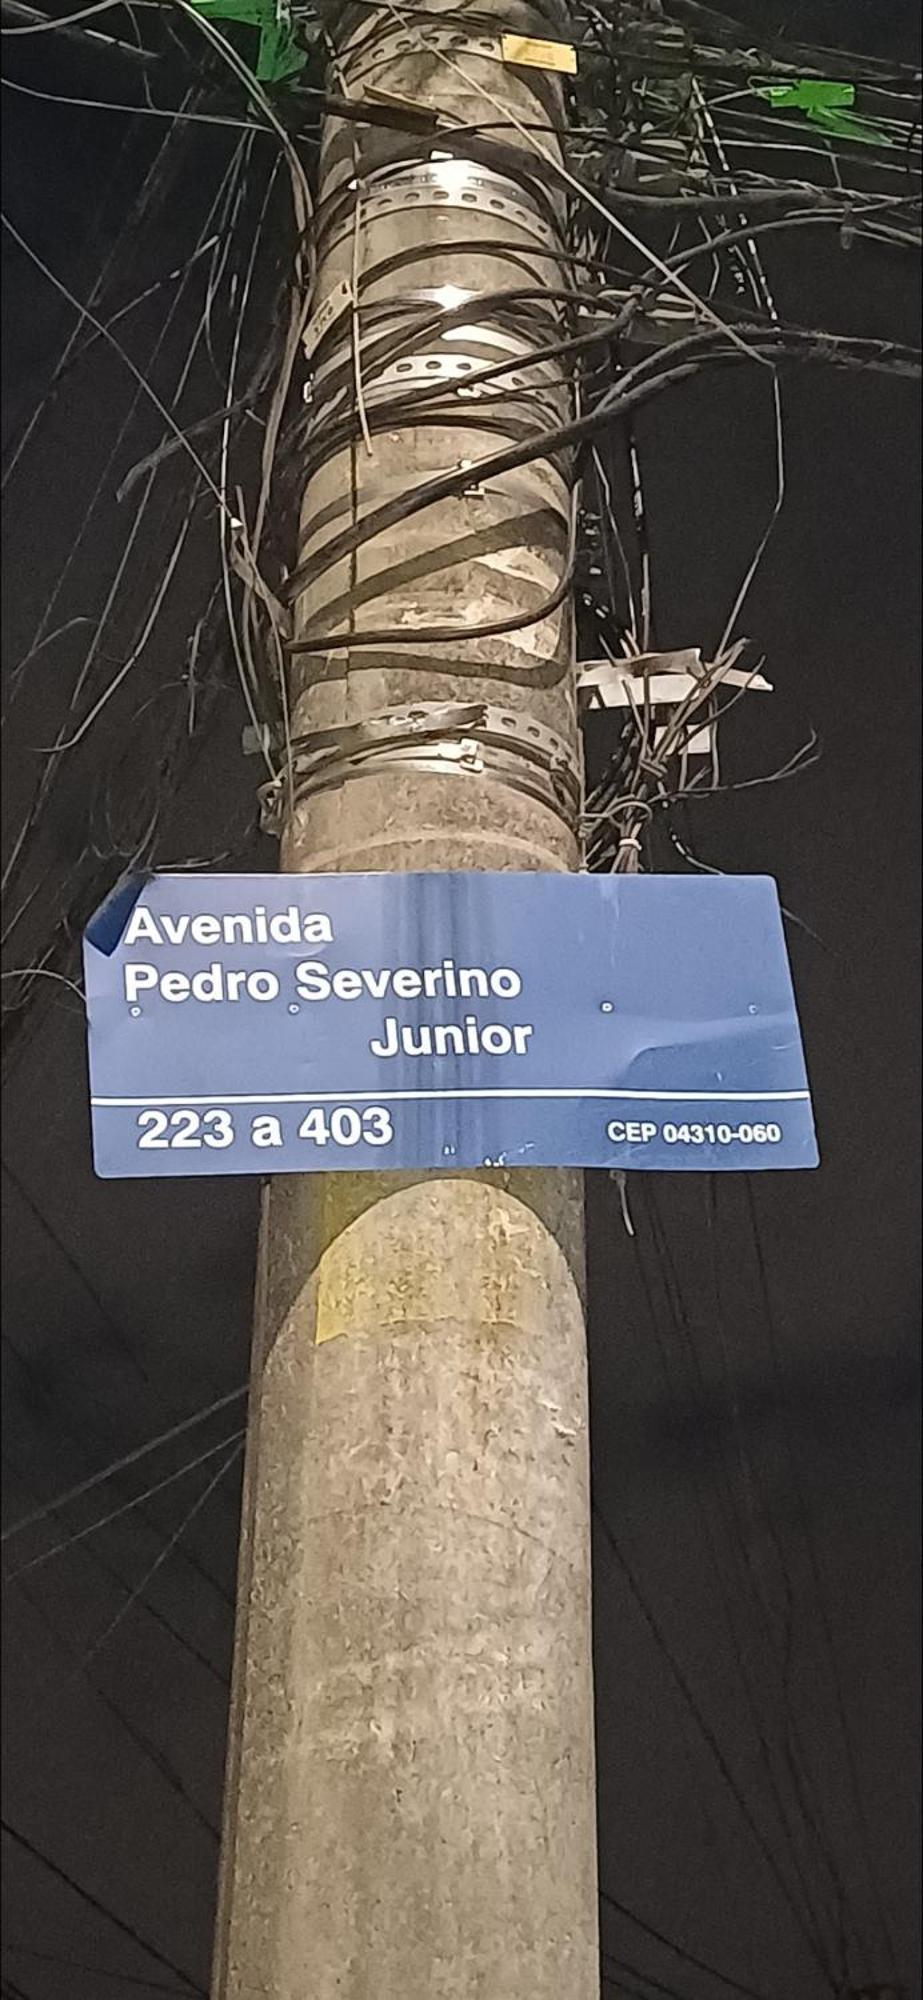 Avenida
Pedro Severino
Junior
223 a 403
CEP 04310-060